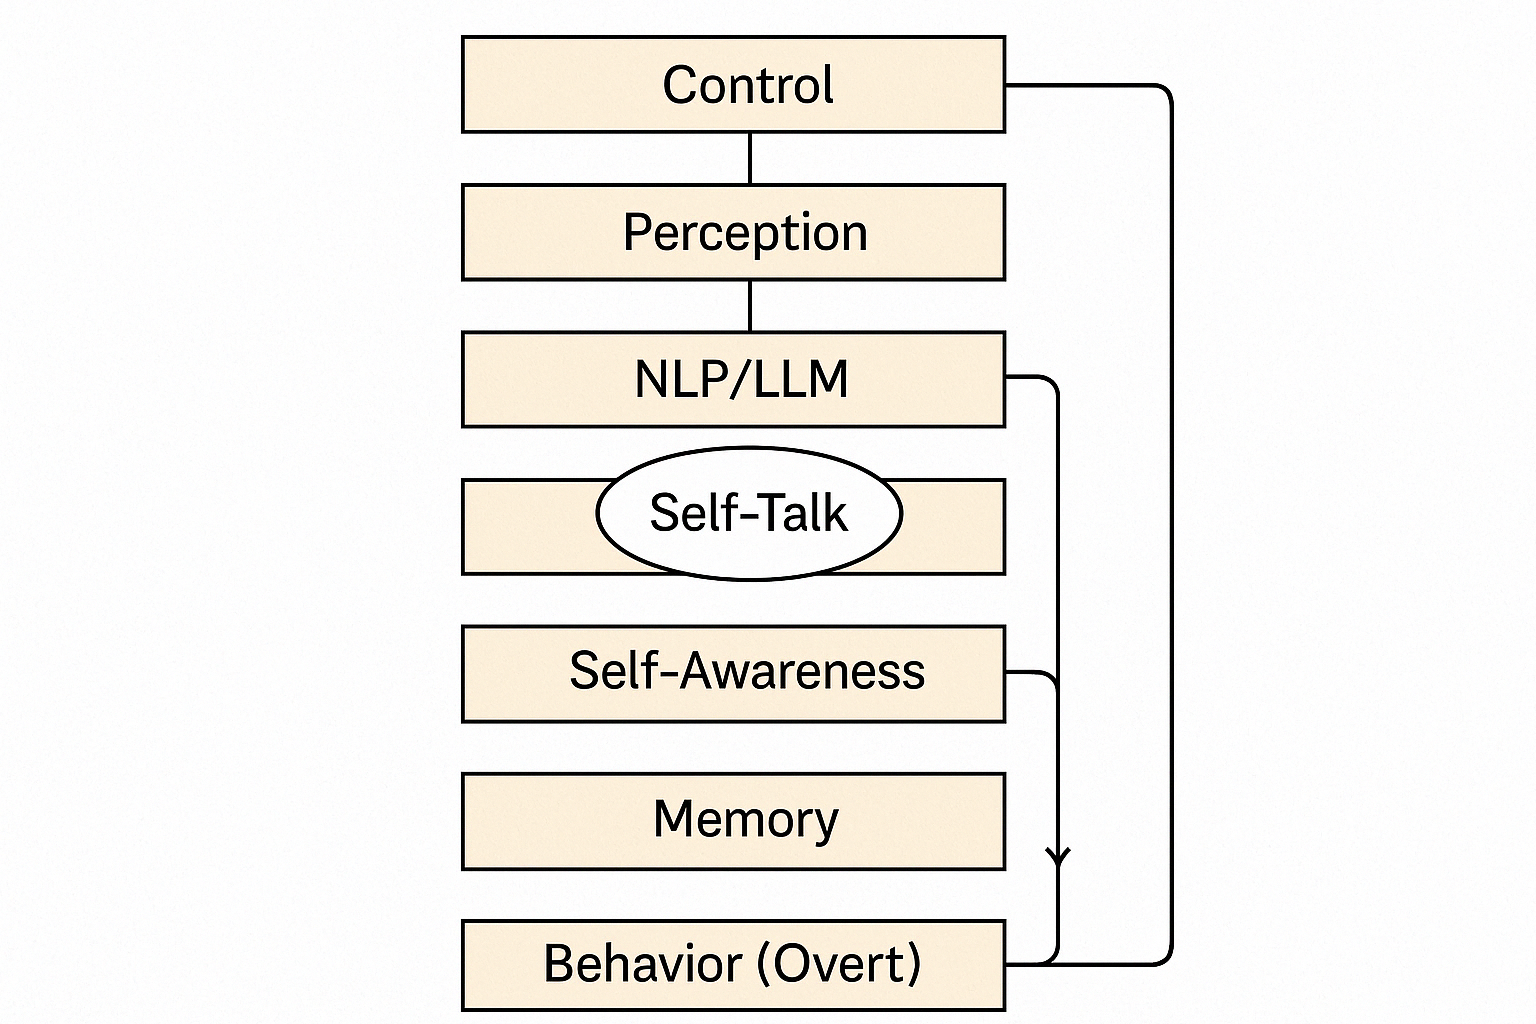 Control
Perception
NLP/LLM
Self-Talk
Self-Awareness
Memory
Behavior (Overt)